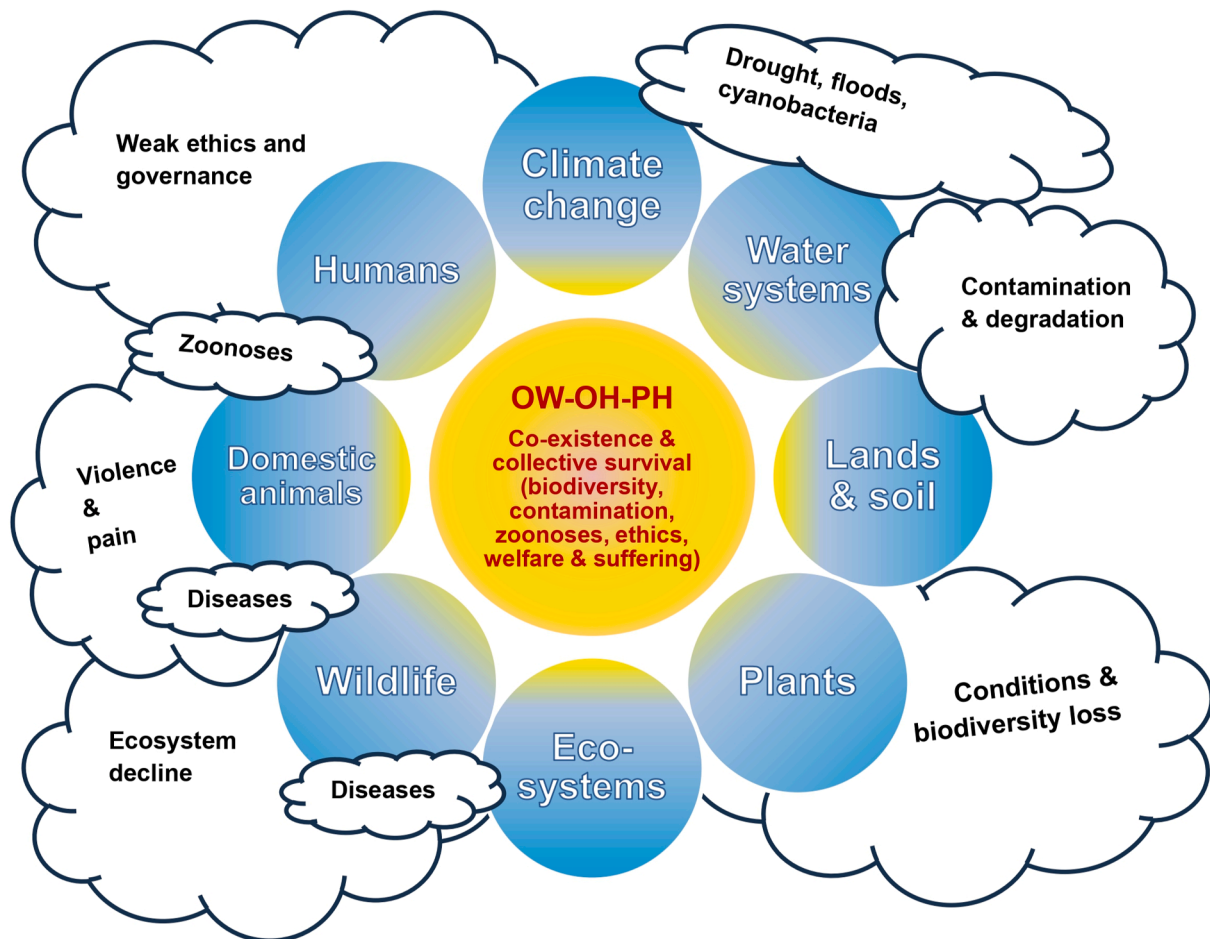 Drought, floods,
cyanobacteria
Weak ethics and
governance
Climate
change
Humans
Water
systems
Contamination
& degradation
Zoonoses
OW-OH-PH
Co-existence &
collective survival
(biodiversity,
contamination,
zoonoses, ethics,
welfare & suffering)
Domestic
animals
Lands
& soil
Violence
&
pain
Diseases
Wildlife
Plants
Conditions &
biodiversity loss
Ecosystem
decline
Eco-
systems
Diseases